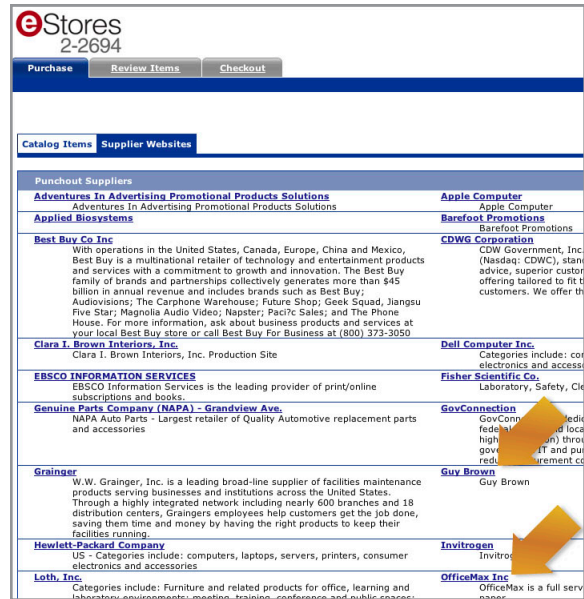 eStores
2-2694
Purchase Review Items Checkout
Catalog Items Supplier Websites
Punchout Suppliers
Adventures In Advertising Promotional Products Solutions
Adventures In Advertising Promotional Products Solutions
Apple Computer
Apple Computer
Applied Biosystems
Barefoot Promotions
Barefoot Promotions
Best Buy Co Inc
With operations in the United States, Canada, Europe, China and Mexico,
Best Buy is a multinational retailer of technology and entertainment products
and services with a commitment to growth and innovation. The Best Buy
family of brands and partnerships collectively generates more than $45
billion in annual revenue and includes brands such as Best Buy;
Audiovisions; The Carphone Warehouse; Future Shop; Geek Squad, Jiangsu
Five Star; Magnolia Audio Video; Napster; Paci?c Sales; and The Phone
House. For more information, ask about business products and services at
your local Best Buy store or call Best Buy For Business at (800) 373-3050
CDWG Corporation
CDW Government, Inc.
(Nasdaq: CDWC),
advice, superior
offering tailored to fit
customers. We offer
Clara I. Brown Interiors, Inc.
Clara I. Brown Interiors, Inc. Production Site
Dell Computer Inc.
Categories include:
electronics and
EBSCO INFORMATION SERVICES
EBSCO Information Services is the leading provider of print/online
subscriptions and books.
Fisher Scientific Co.
Laboratory, Safety,
Genuine Parts Company (NAPA) - Grandview Ave.
NAPA Auto Parts - Largest retailer of Quality Automotive replacement parts
and accessories
GovConnection
IT and
Grainger
W.W. Grainger, Inc. is a leading broad-line supplier of facilities maintenance
products serving businesses and institutions across the United States.
Through a highly integrated network including nearly 600 branches and 18
distribution centers, Graingers employees help customers get the job done,
saving them time and money by having the right products to keep their
facilities running.
Guy Brown
Guy Brown
Hewlett-Packard Company
US - Categories include: computers, laptops, servers, printers, consumer
electronics and accessories
Invitrogen
Loth, Inc.
Categories include: Furniture and related products for office, learning and
laboratory environments; meeting, training, conference and public spaces;
OfficeMax Inc
OfficeMax is a full
paper,